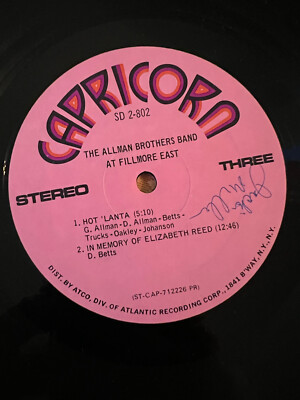 CAPRICORN
SD 2-802
THE ALLMAN BROTHERS BAND
AT FILLMORE EAST
STEREO
THREE
1. HOT 'LANTA (5:10)
G. Allman-D. Allman-Betts-
Trucks-Oakley-Johanson
2. IN MEMORY OF ELIZABETH REED (12:46)
D. Betts
(ST-CAP-712226 PR)
DIST. BY ATCO, DIV. OF ATLANTIC RECORDING CORP., 1841 B'WAY, N.Y., N.Y.